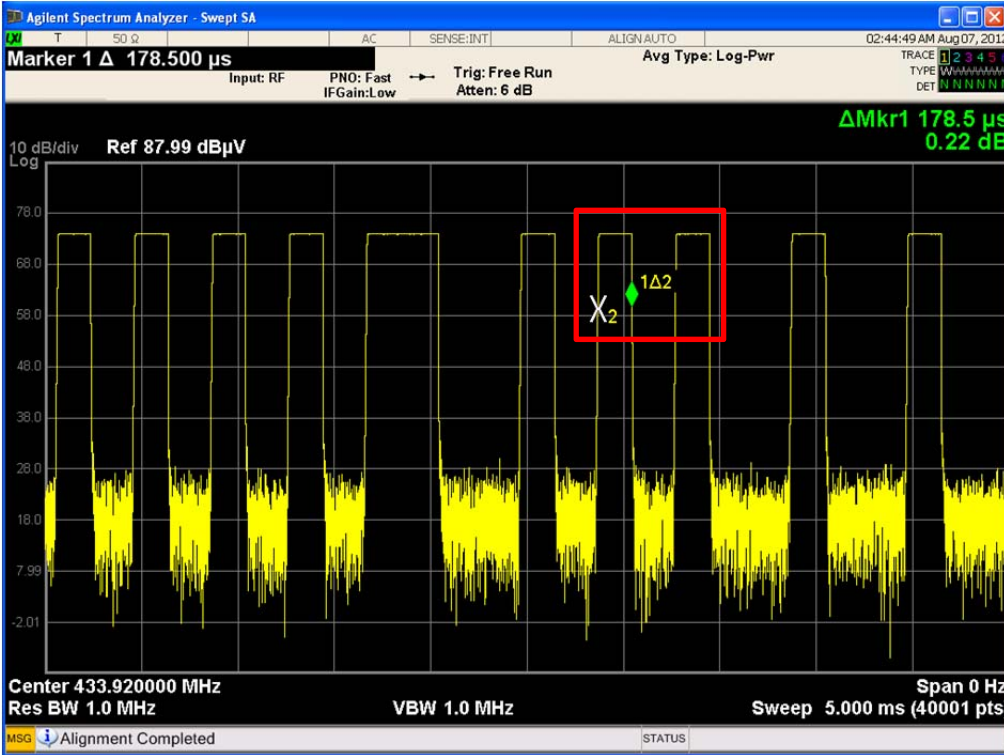 Agilent Spectrum Analyzer - Swept SA
LXI T 50 Ω AC SENSE:INT ALIGN AUTO 02:44:49 AM Aug 07, 2012
Marker 1 Δ 178.500 µs
Avg Type: Log-Pwr
TRACE 1 2 3 4 5
Input: RF PNO: Fast Trig: Free Run
TYPE
IFGain:Low Atten: 6 dB
DET N N N N N
ΔMkr1 178.5 µs
10 dB/div Ref 87.99 dBµV 0.22 dB
Log
78.0
68.0
1Δ2
58.0
X2
48.0
38.0
28.0
18.0
7.99
-2.01
Center 433.920000 MHz Span 0 Hz
Res BW 1.0 MHz VBW 1.0 MHz Sweep 5.000 ms (40001 pts
MSG Alignment Completed STATUS